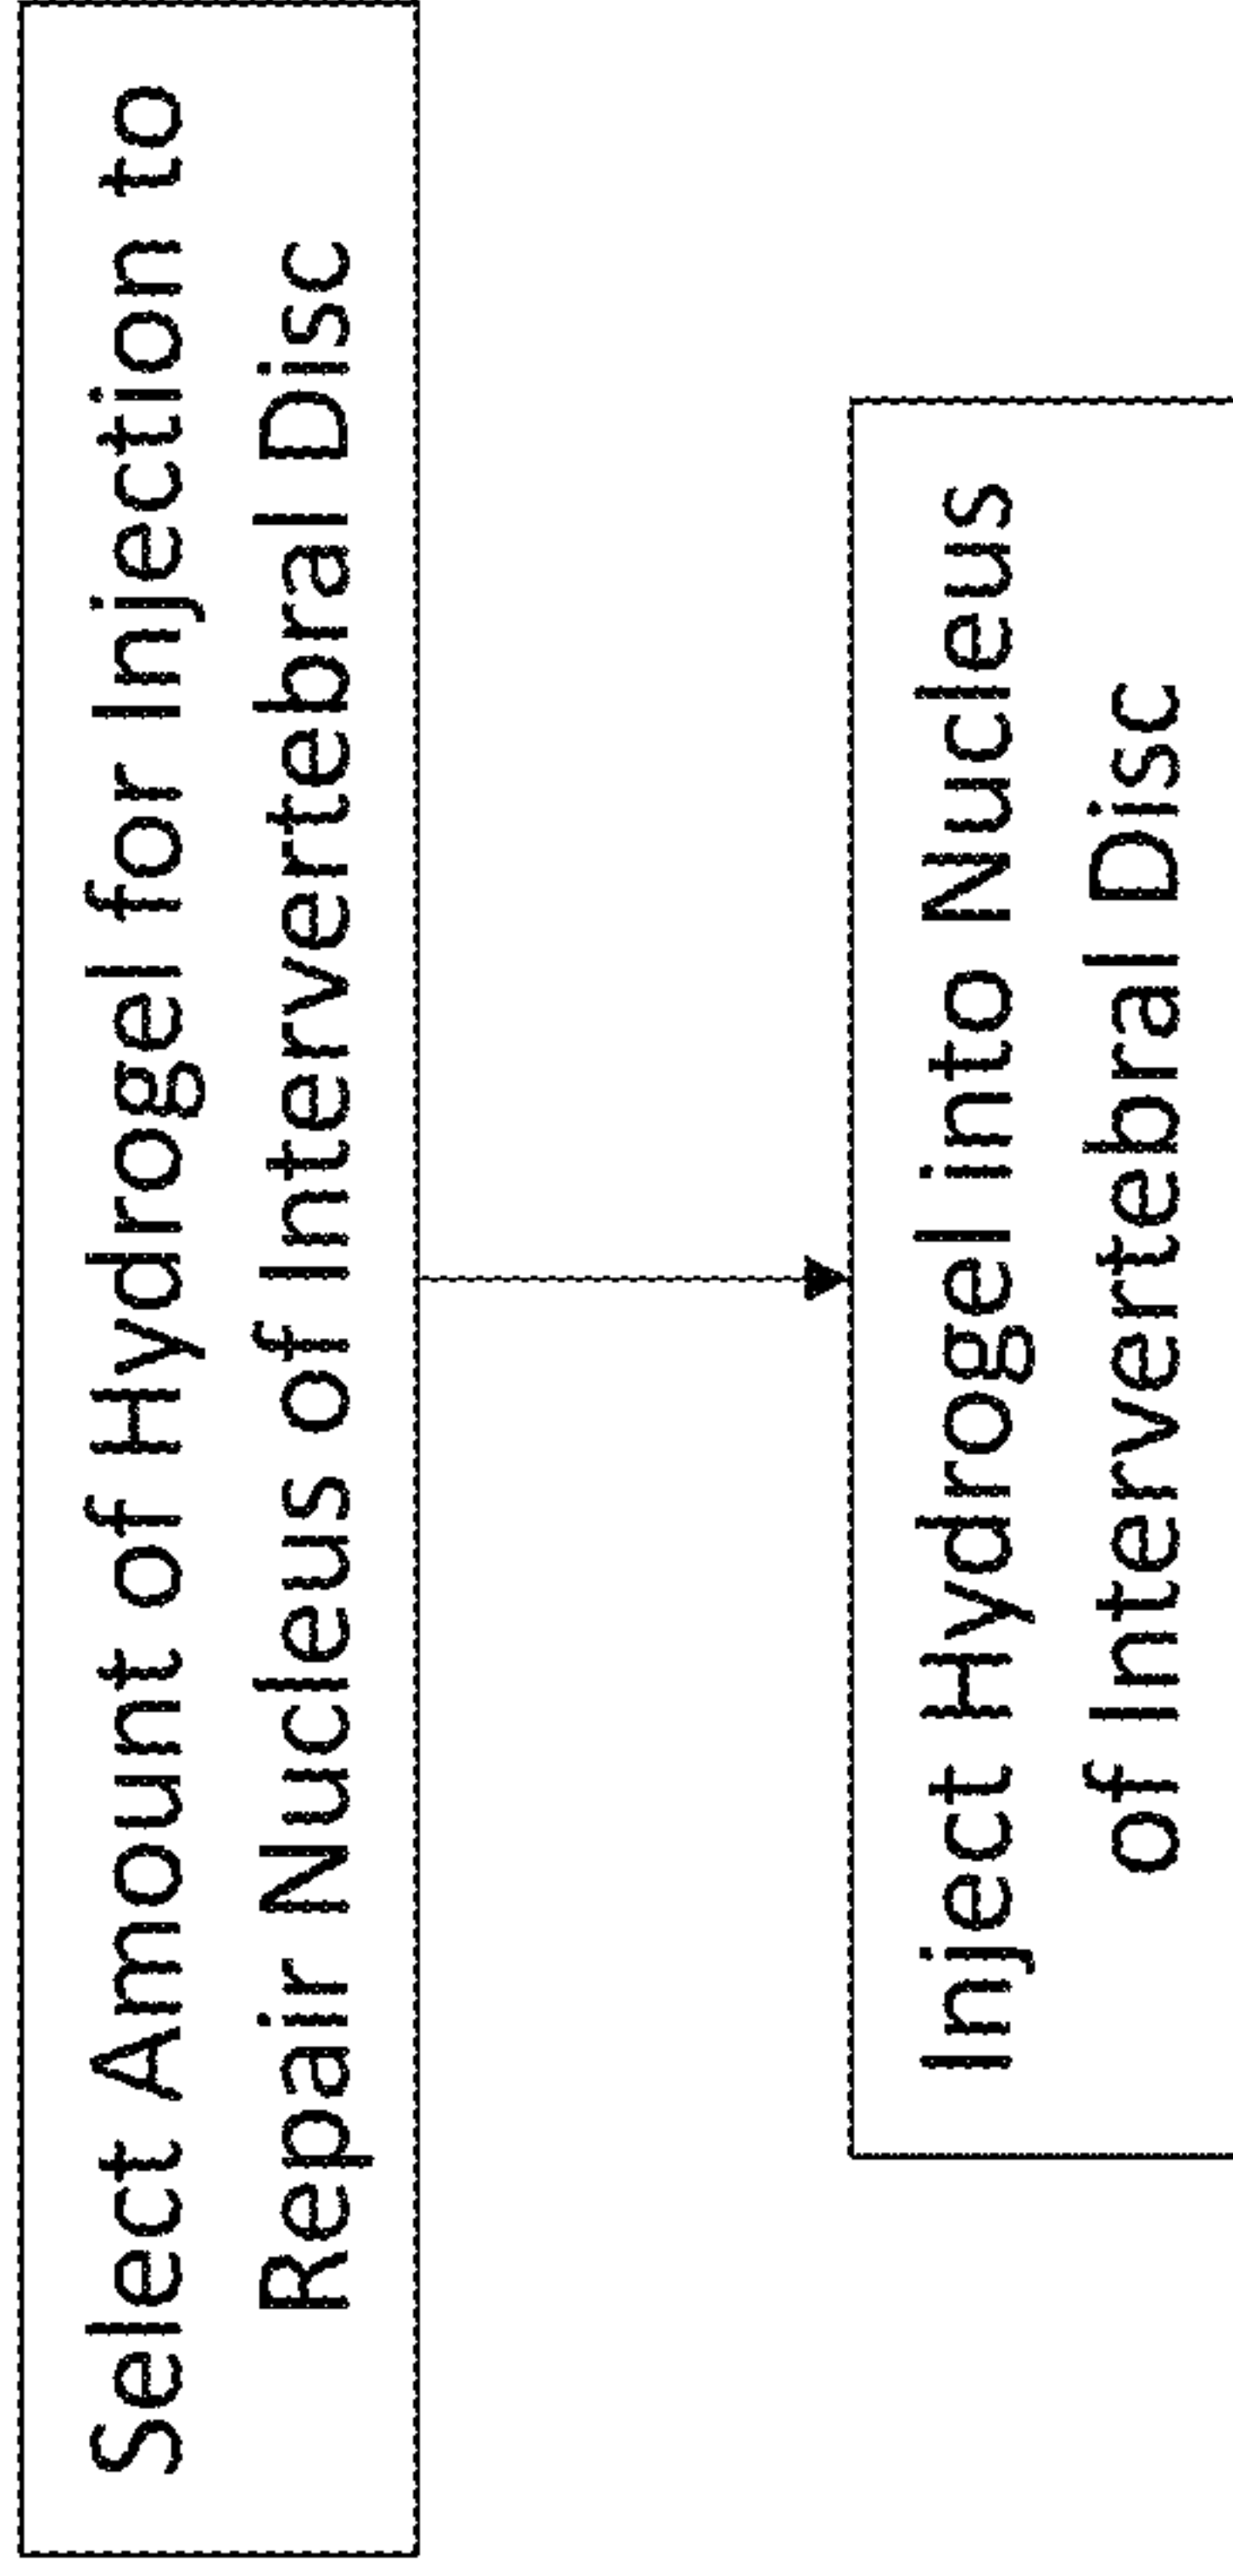 Select Amount of Hydrogel for Injection to
Repair Nucleus of Intervertebral Disc
Inject Hydrogel into Nucleus
of Intervertebral Disc